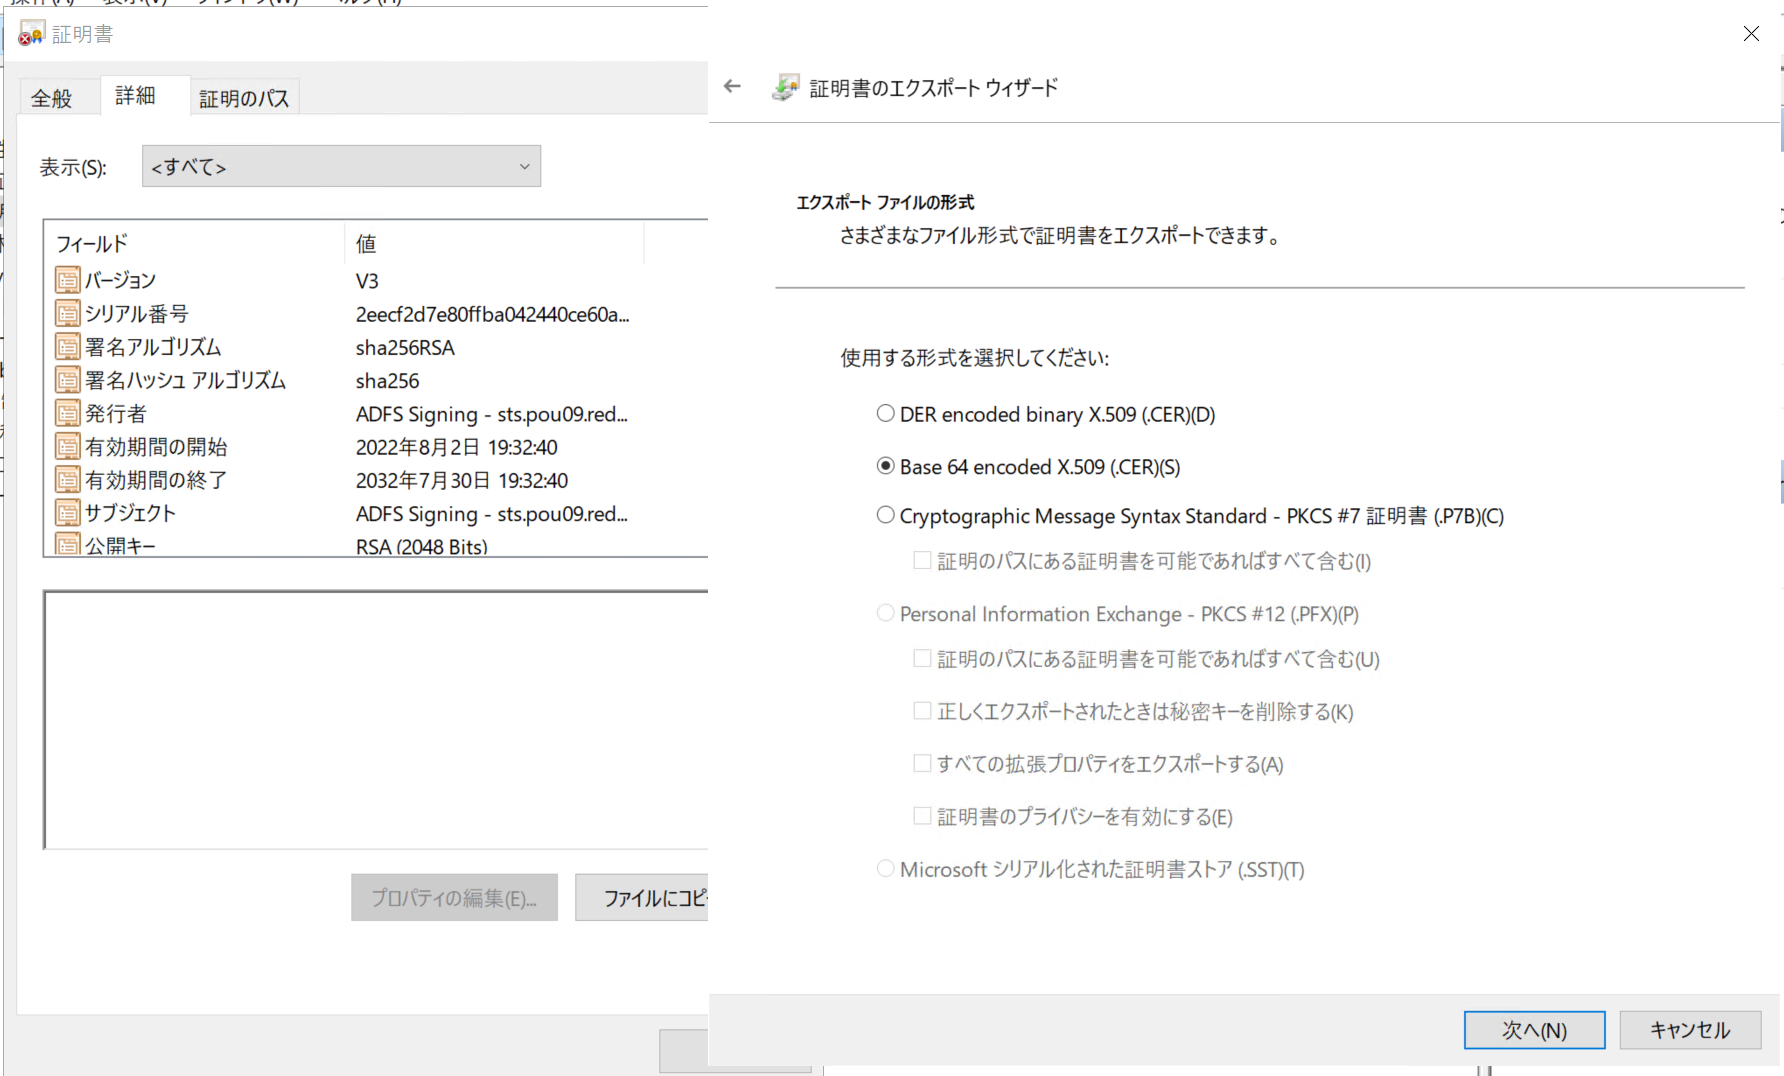 証明書
全般
詳細
証明のパス
表示(S):
<すべて>
フィールド 値
バージョン V3
シリアル番号 2eecf2d7e80ffba042440ce60a...
署名アルゴリズム sha256RSA
署名ハッシュ アルゴリズム sha256
発行者 ADFS Signing - sts.pou09.red...
有効期間の開始 2022年8月2日 19:32:40
有効期間の終了 2032年7月30日 19:32:40
サブジェクト ADFS Signing - sts.pou09.red...
公開キー RSA (2048 Bits)
プロパティの編集(E)...
ファイルにコピ
証明書のエクスポート ウィザード
エクスポート ファイルの形式
さまざまなファイル形式で証明書をエクスポートできます。
使用する形式を選択してください:
DER encoded binary X.509 (.CER)(D)
Base 64 encoded X.509 (.CER)(S)
Cryptographic Message Syntax Standard - PKCS #7 証明書 (.P7B)(C)
証明のパスにある証明書を可能であればすべて含む(I)
Personal Information Exchange - PKCS #12 (.PFX)(P)
証明のパスにある証明書を可能であればすべて含む(U)
正しくエクスポートされたときは秘密キーを削除する(K)
すべての拡張プロパティをエクスポートする(A)
証明書のプライバシーを有効にする(E)
Microsoft シリアル化された証明書ストア (.SST)(T)
次へ(N)
キャンセル